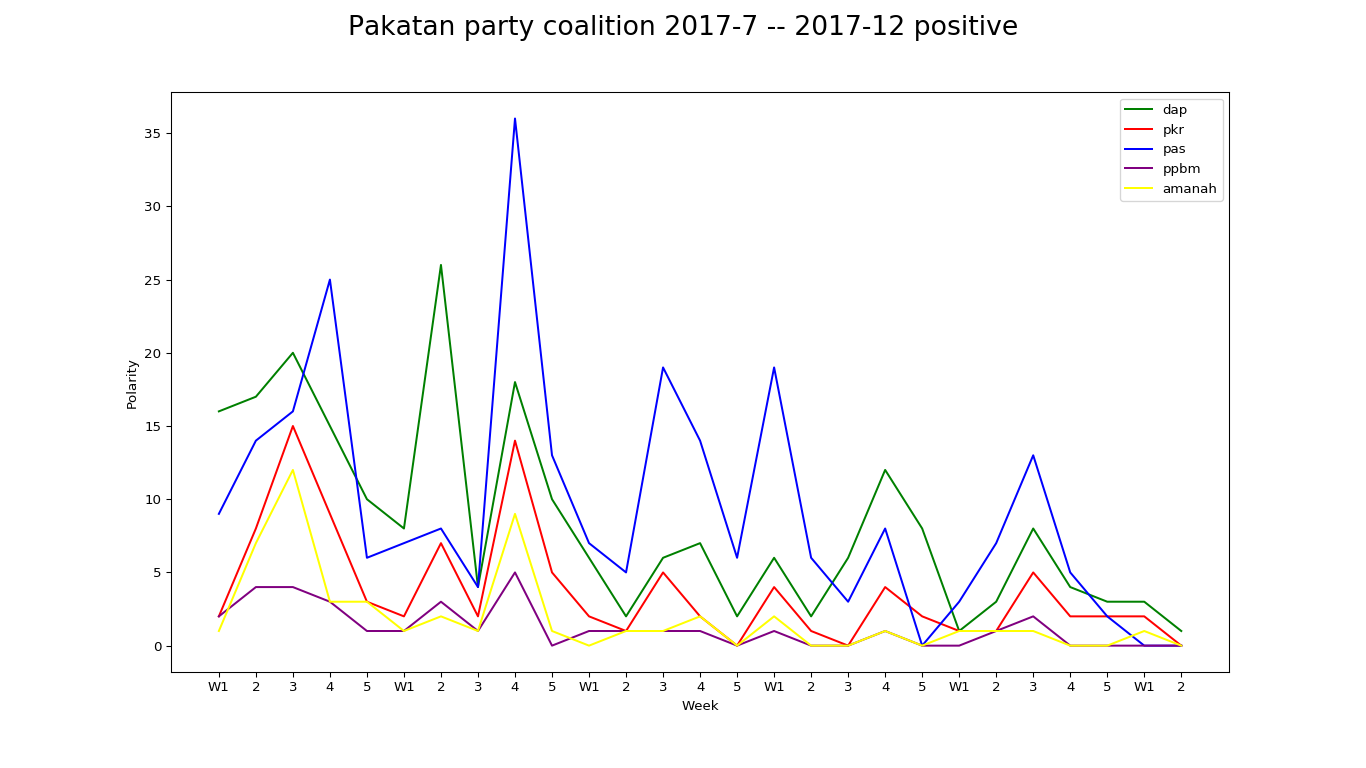 Pakatan party coalition 2017-7 -- 2017-12 positive
dap
pkr
pas
ppbm
amanah
35
30
25
20
15
10
5
0
Polarity
W1 2 3 4 5 W1 2 3 4 5 W1 2 3 4 5 W1 2 3 4 5 W1 2 3 4 5 W1 2
Week